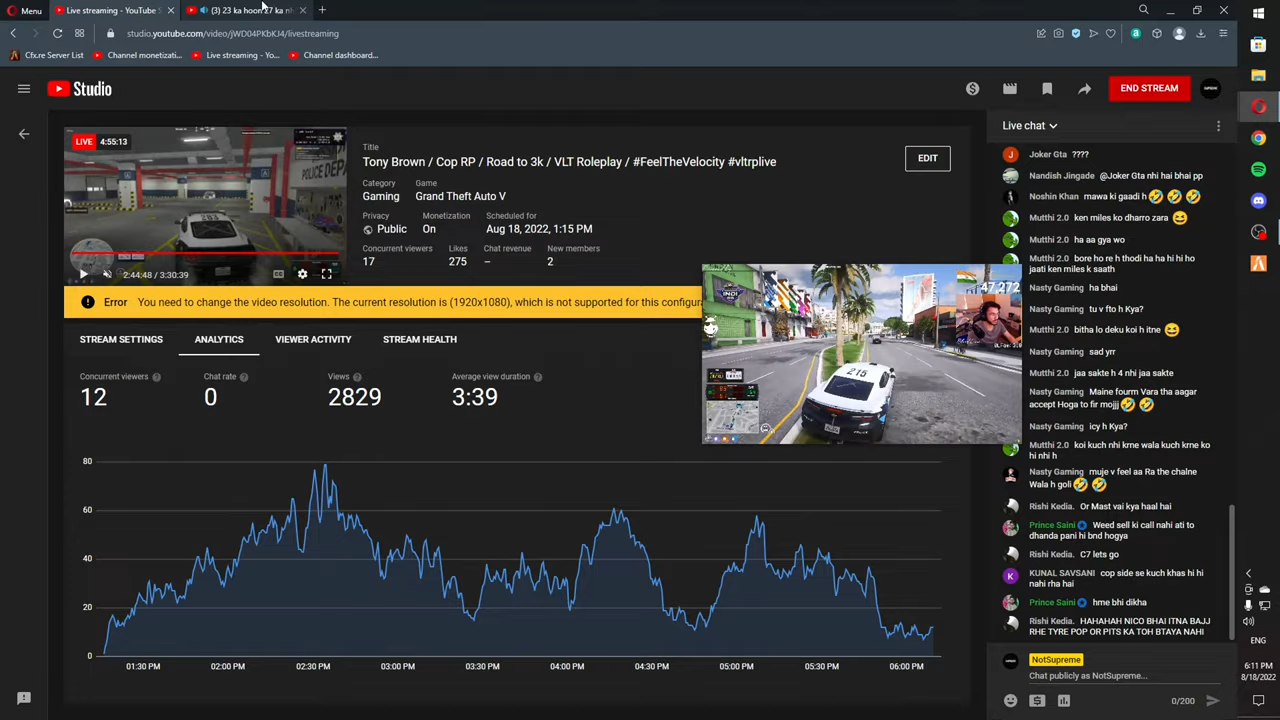 Menu
Live streaming - YouTube S
(3) 23 ka hoon 27 ka n
studio.youtube.com/video/jWD04PKbKJ4/livestreaming
Cfx.re Server List
Channel monetizati...
Live streaming - Yo...
Channel dashboard...
Studio
END STREAM
LIVE 4:55:13
POLICE DEPA
2:44:48 / 3:30:39
Title
Tony Brown / Cop RP / Road to 3k / VLT Roleplay / #FeelTheVelocity #vltrplive
EDIT
Category
Gaming
Game
Grand Theft Auto V
Privacy
Public
Monetization
On
Scheduled for
Aug 18, 2022, 1:15 PM
Concurrent viewers
17
Likes
275
Chat revenue
–
New members
2
Error You need to change the video resolution. The current resolution is (1920x1080), which is not supported for this configura
STREAM SETTINGS
ANALYTICS
VIEWER ACTIVITY
STREAM HEALTH
Concurrent viewers
12
Chat rate
0
Views
2829
Average view duration
3:39
47,272
215
80
60
40
20
0
01:30 PM
02:00 PM
02:30 PM
03:00 PM
03:30 PM
04:00 PM
04:30 PM
05:00 PM
05:30 PM
06:00 PM
Live chat
Joker Gta ????
Nandish Jingade @Joker Gta nhi hai bhai pp
Noshin Khan mawa ki gaadi h 🤣 🤣 🤣
Mutthi 2.0 ken miles ko dharro zara 😆
Mutthi 2.0 ha aa gya wo
Mutthi 2.0 bore ho re h thodi ha ha hi hi ho
jaati ken miles k saath
Nasty Gaming ha bhai
Nasty Gaming tu v fto h Kya?
Mutthi 2.0 bitha lo deku koi h itne 😆
Nasty Gaming sad yrr
Mutthi 2.0 jaa sakte h 4 nhi jaa sakte
Nasty Gaming Maine fourm Vara tha aagar
accept Hoga to fir mojjj 🤣 🤣
Nasty Gaming icy h Kya?
Mutthi 2.0 koi kuch nhi krne wala kuch krne ko
hi nhi h
Nasty Gaming muje v feel aa Ra the chalne
Wala h goli 🤣 🤣
Rishi Kedia. Or Mast vai kya haal hai
Prince Saini Weed sell ki call nahi ati to
dhanda pani hi bnd hogya
Rishi Kedia. C7 lets go
K KUNAL SAVSANI cop side se kuch khas hi hi
nahi rha hai
Prince Saini hme bhi dikha
Rishi Kedia. HAHAHAH NICO BHAI ITNA BAJJ
RHE TYRE POP OR PITS KA TOH BTAYA NAHI
NotSupreme
Chat publicly as NotSupreme...
0/200
ENG
6:11 PM
8/18/2022